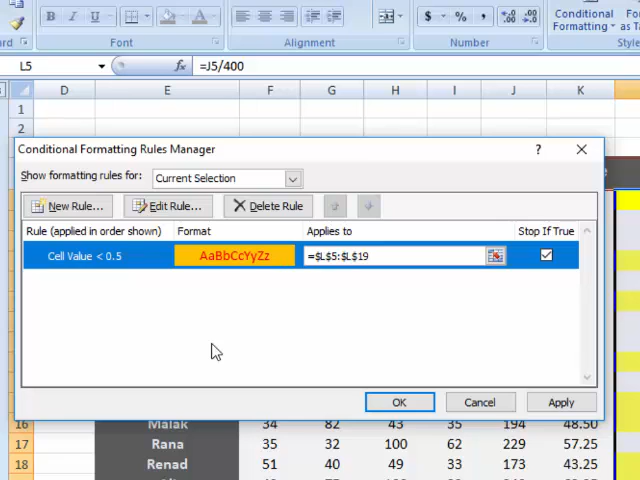 B I U A $ % , .00 .0
Conditional
Formatting
Font Alignment Number
L5 =J5/400
D E F G H I J K
1
2
Conditional Formatting Rules Manager ?
Show formatting rules for: Current Selection
New Rule... Edit Rule... Delete Rule
Rule (applied in order shown) Format Applies to Stop If True
Cell Value < 0.5 AaBbCcYyZz =$L$5:$L$19
OK Cancel Apply
16 Malak 34 82 43 35 194 48.50
17 Rana 35 32 100 62 229 57.25
18 Renad 51 40 49 33 173 43.25